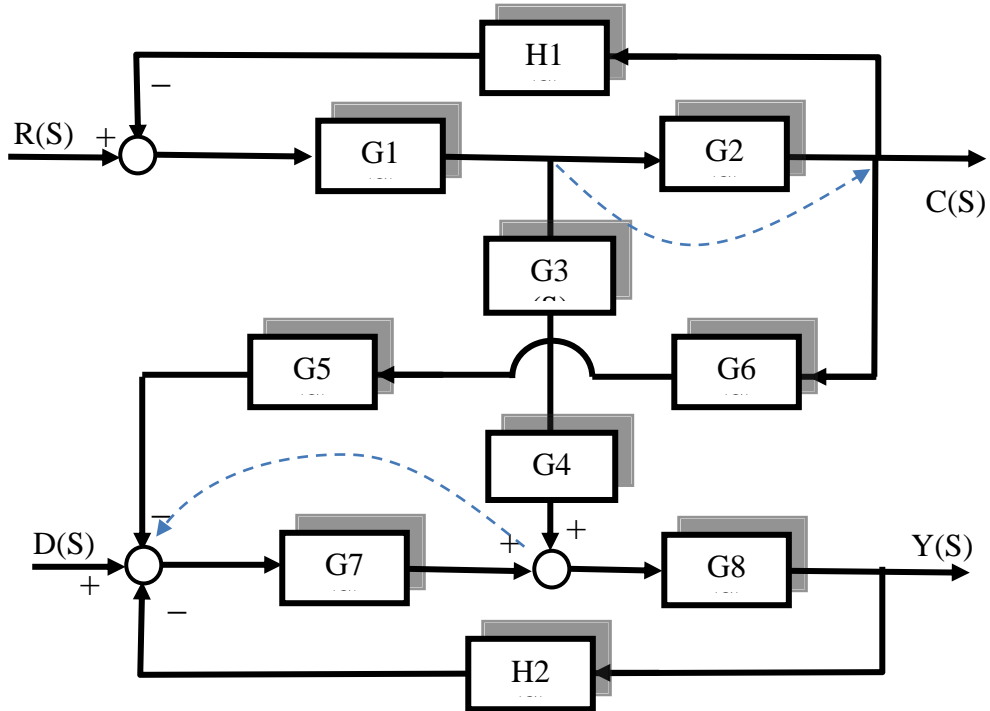 H1
−
R(S)
+
G1
G2
C(S)
G3
G5
G6
G4
−
+
D(S)
+
+
G7
G8
Y(S)
−
H2